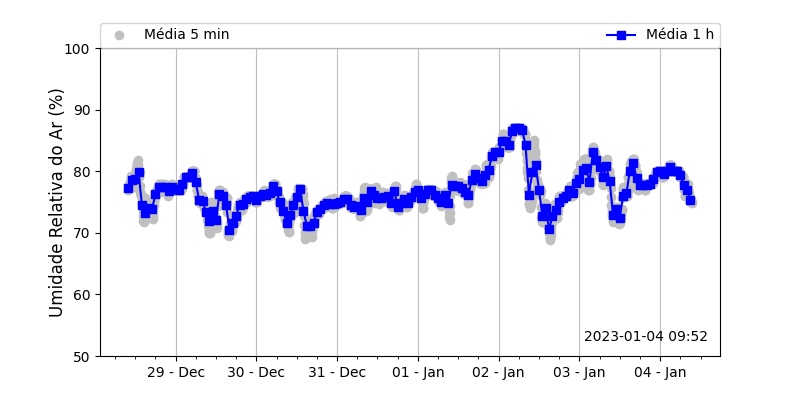 Média 5 min
Média 1 h
Umidade Relativa do Ar (%)
100
90
80
70
60
50
2023-01-04 09:52
29 - Dec
30 - Dec
31 - Dec
01 - Jan
02 - Jan
03 - Jan
04 - Jan